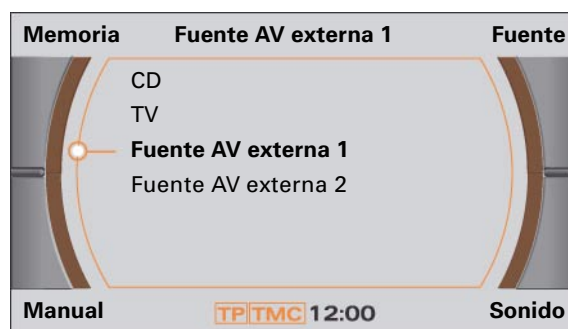 Memoria Fuente AV externa 1 Fuente
CD
TV
Fuente AV externa 1
Fuente AV externa 2
Manual TP TMC 12:00 Sonido